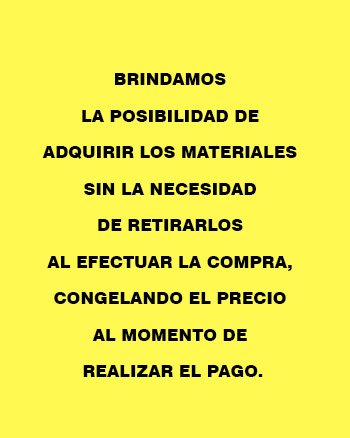 BRINDAMOS
LA POSIBILIDAD DE
ADQUIRIR LOS MATERIALES
SIN LA NECESIDAD
DE RETIRARLOS
AL EFECTUAR LA COMPRA,
CONGELANDO EL PRECIO
AL MOMENTO DE
REALIZAR EL PAGO.